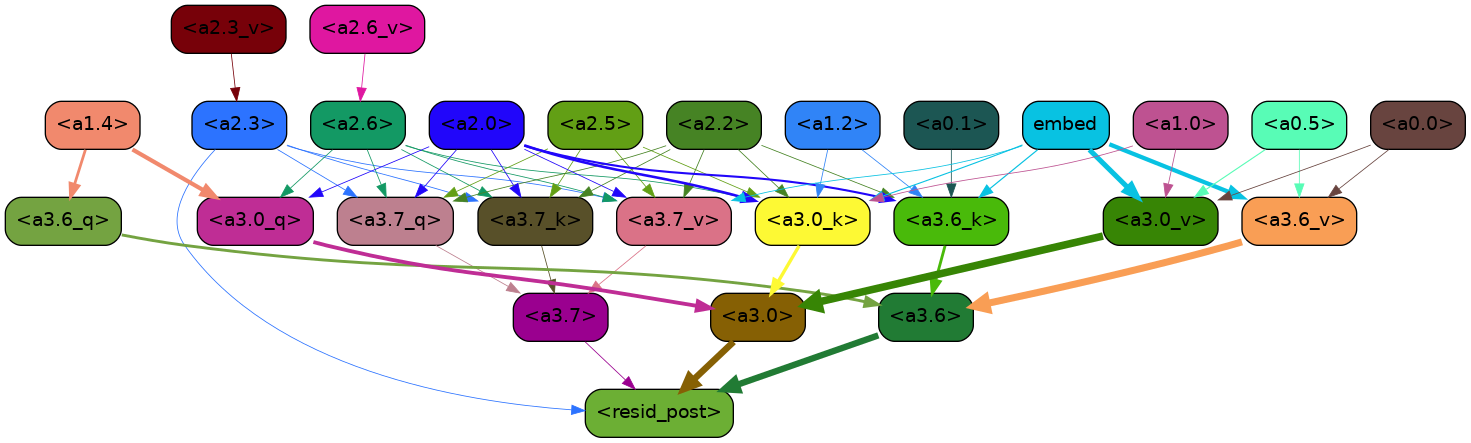 <a2.3_v> <a2.6_v>
<a1.4> <a2.3> <a2.6> <a2.0> <a2.5> <a2.2> <a1.2> <a0.1> embed <a1.0> <a0.5> <a0.0>
<a3.6_q> <a3.0_q> <a3.7_q> <a3.7_k> <a3.7_v> <a3.0_k> <a3.6_k> <a3.0_v> <a3.6_v>
<a3.7> <a3.0> <a3.6>
<resid_post>